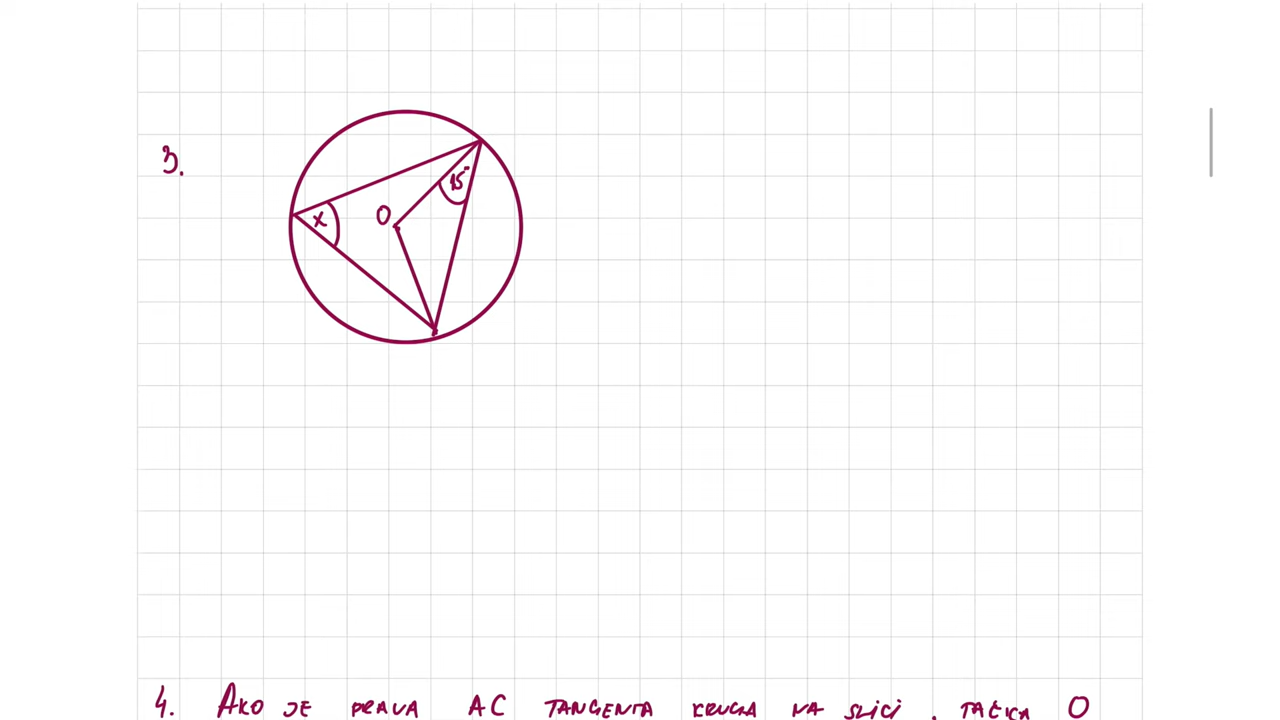 3.
15°
x
O
4. AKO JE PRAVA AC TANGENTA KRUGA NA SLICI, TAČKA O